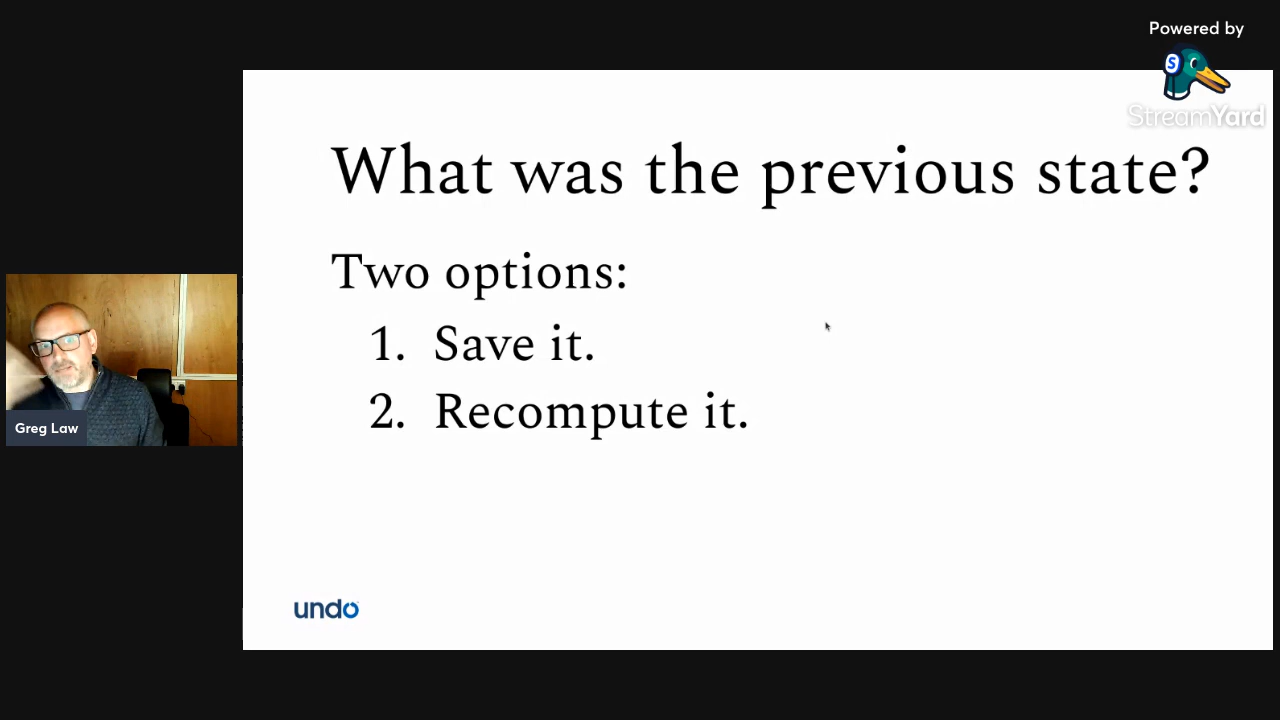 Powered by
S
StreamYard
What was the previous state?
Two options:
1. Save it.
2. Recompute it.
Greg Law
undo